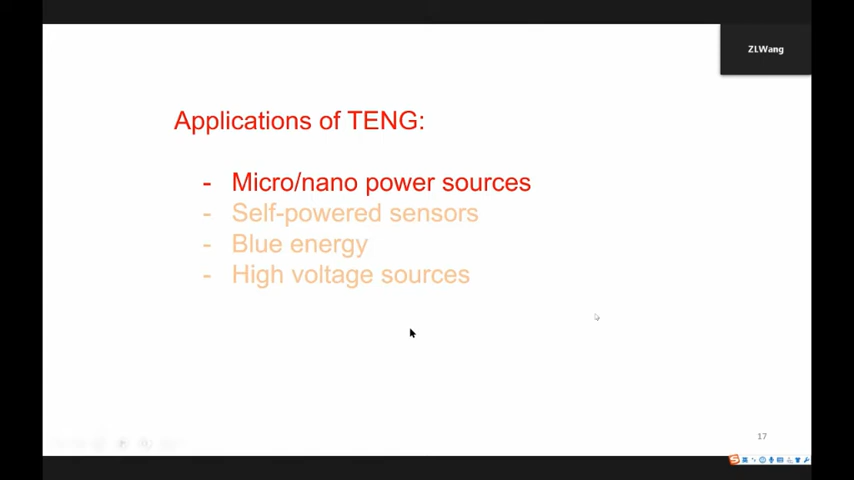 ZLWang
Applications of TENG:
- Micro/nano power sources
- Self-powered sensors
- Blue energy
- High voltage sources
17